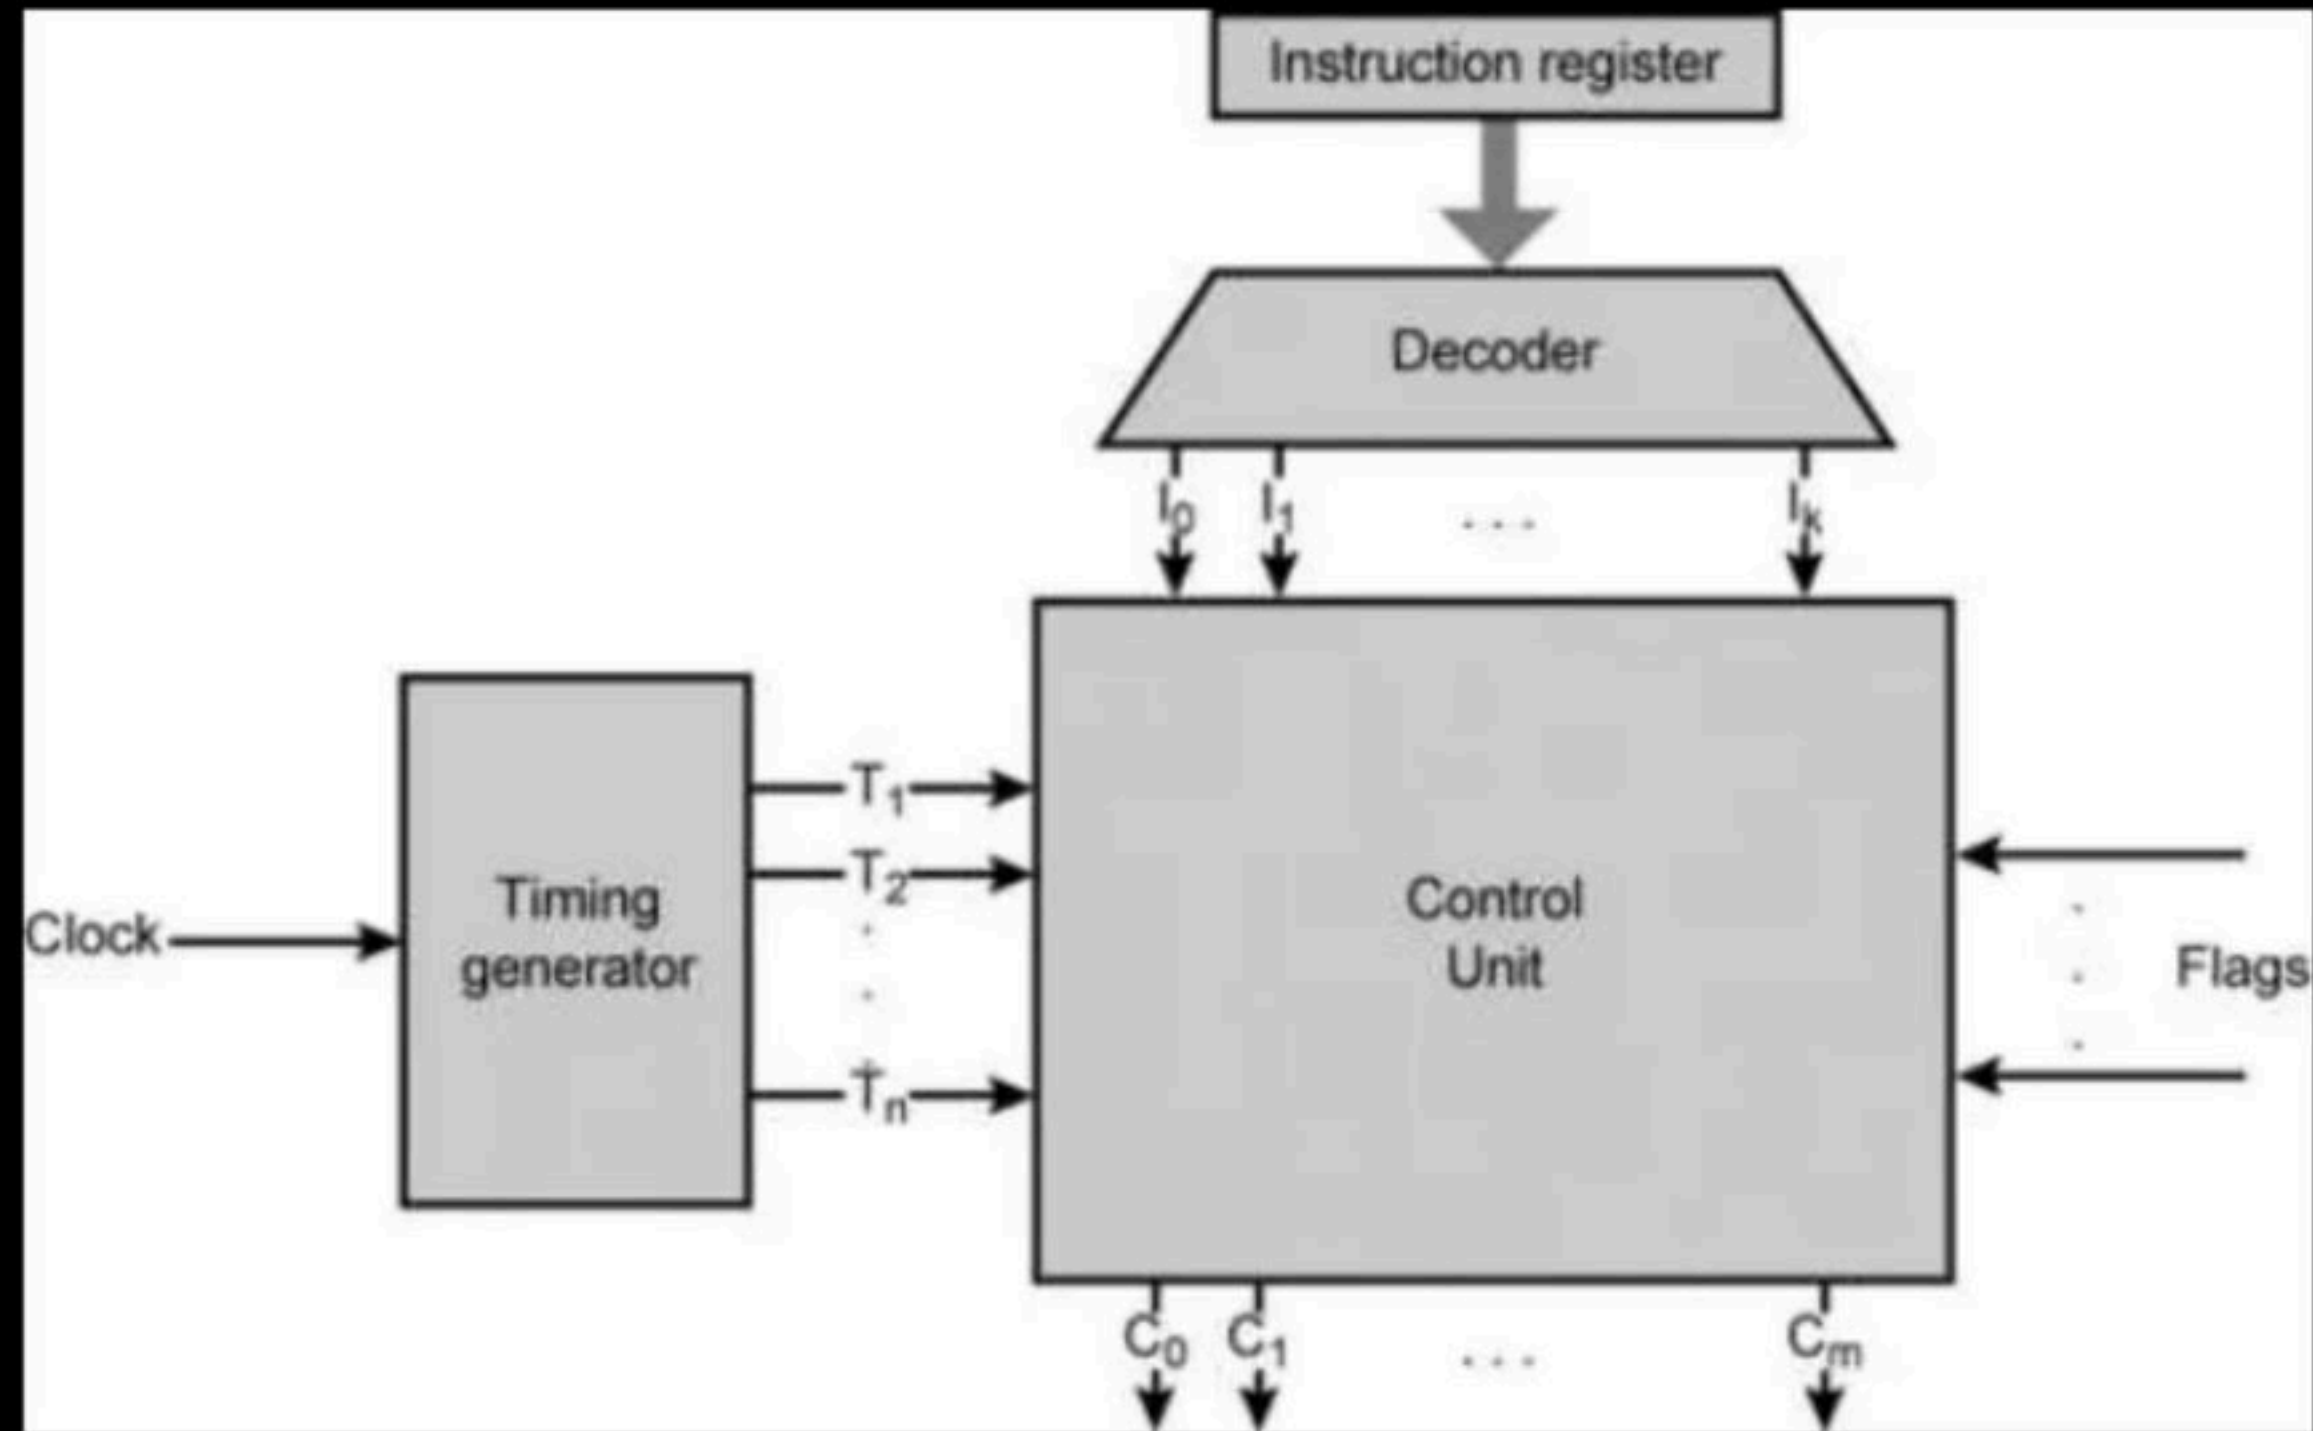 Instruction register
Decoder
I0 I1 . . . Ik
Timing
generator
Clock
T1
T2
.
.
.
Tn
Control
Unit
.
.
.
Flags
C0 C1 . . . Cm